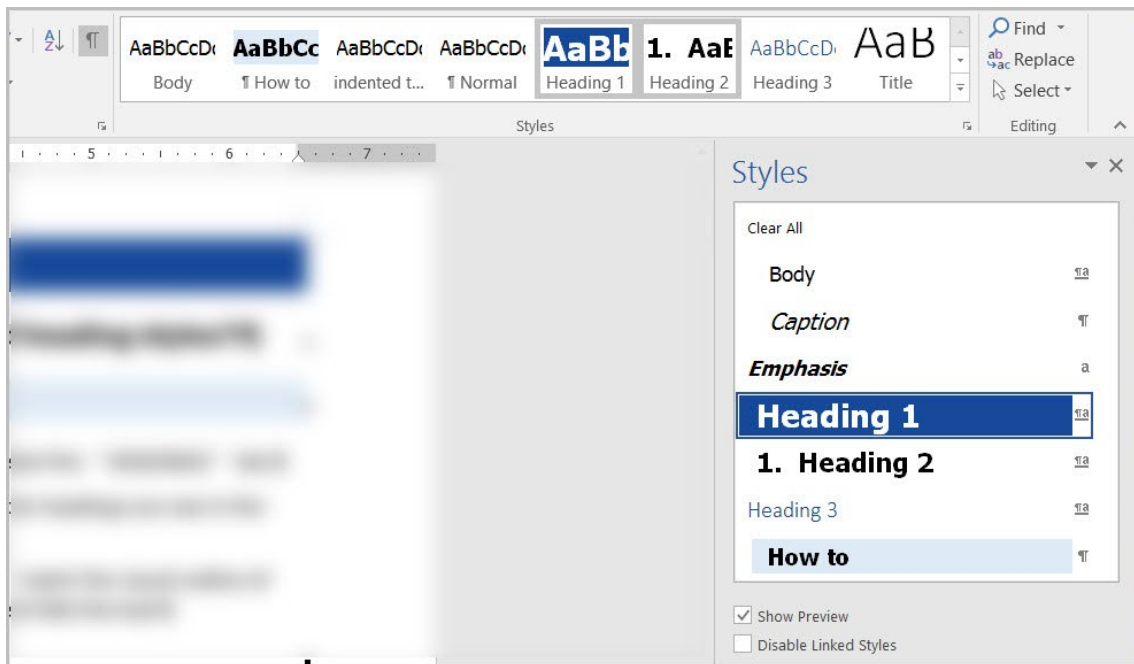 Find
Replace
Select
AaBbCcDc AaBbCc AaBbCcDc AaBbCcDc AaBb 1. AaE AaBbCcD AaB
Body ¶ How to indented t... ¶ Normal Heading 1 Heading 2 Heading 3 Title
Styles Editing
5 6 7
Styles
Clear All
Body ¶a
Caption ¶
Emphasis a
Heading 1 ¶a
1. Heading 2 ¶a
Heading 3 ¶a
How to ¶
Show Preview
Disable Linked Styles